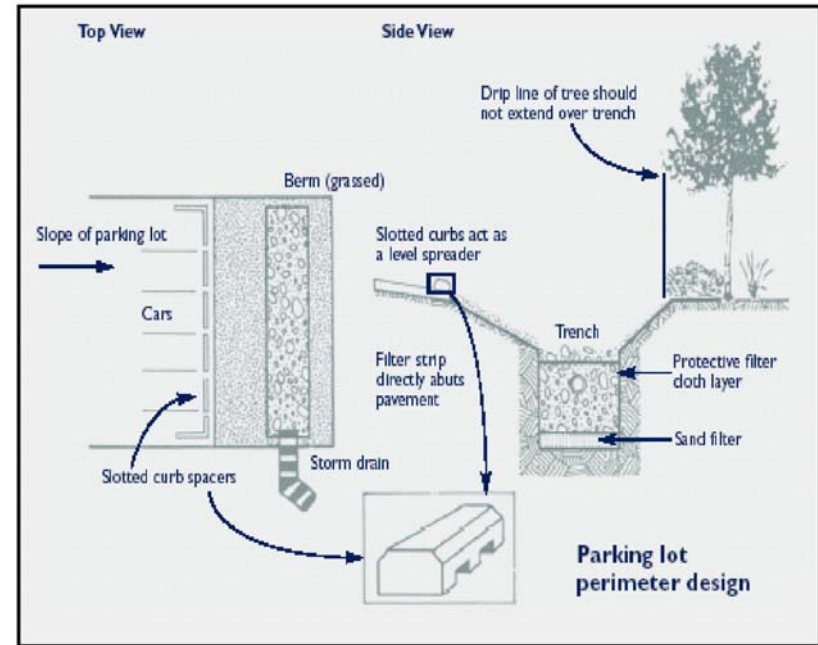 Top View
Side View
Drip line of tree should
not extend over trench
Berm (grassed)
Slope of parking lot
Slotted curbs act as
a level spreader
Cars
Trench
Filter strip
directly abuts
pavement
Protective filter
cloth layer
Sand filter
Storm drain
Slotted curb spacers
Parking lot
perimeter design